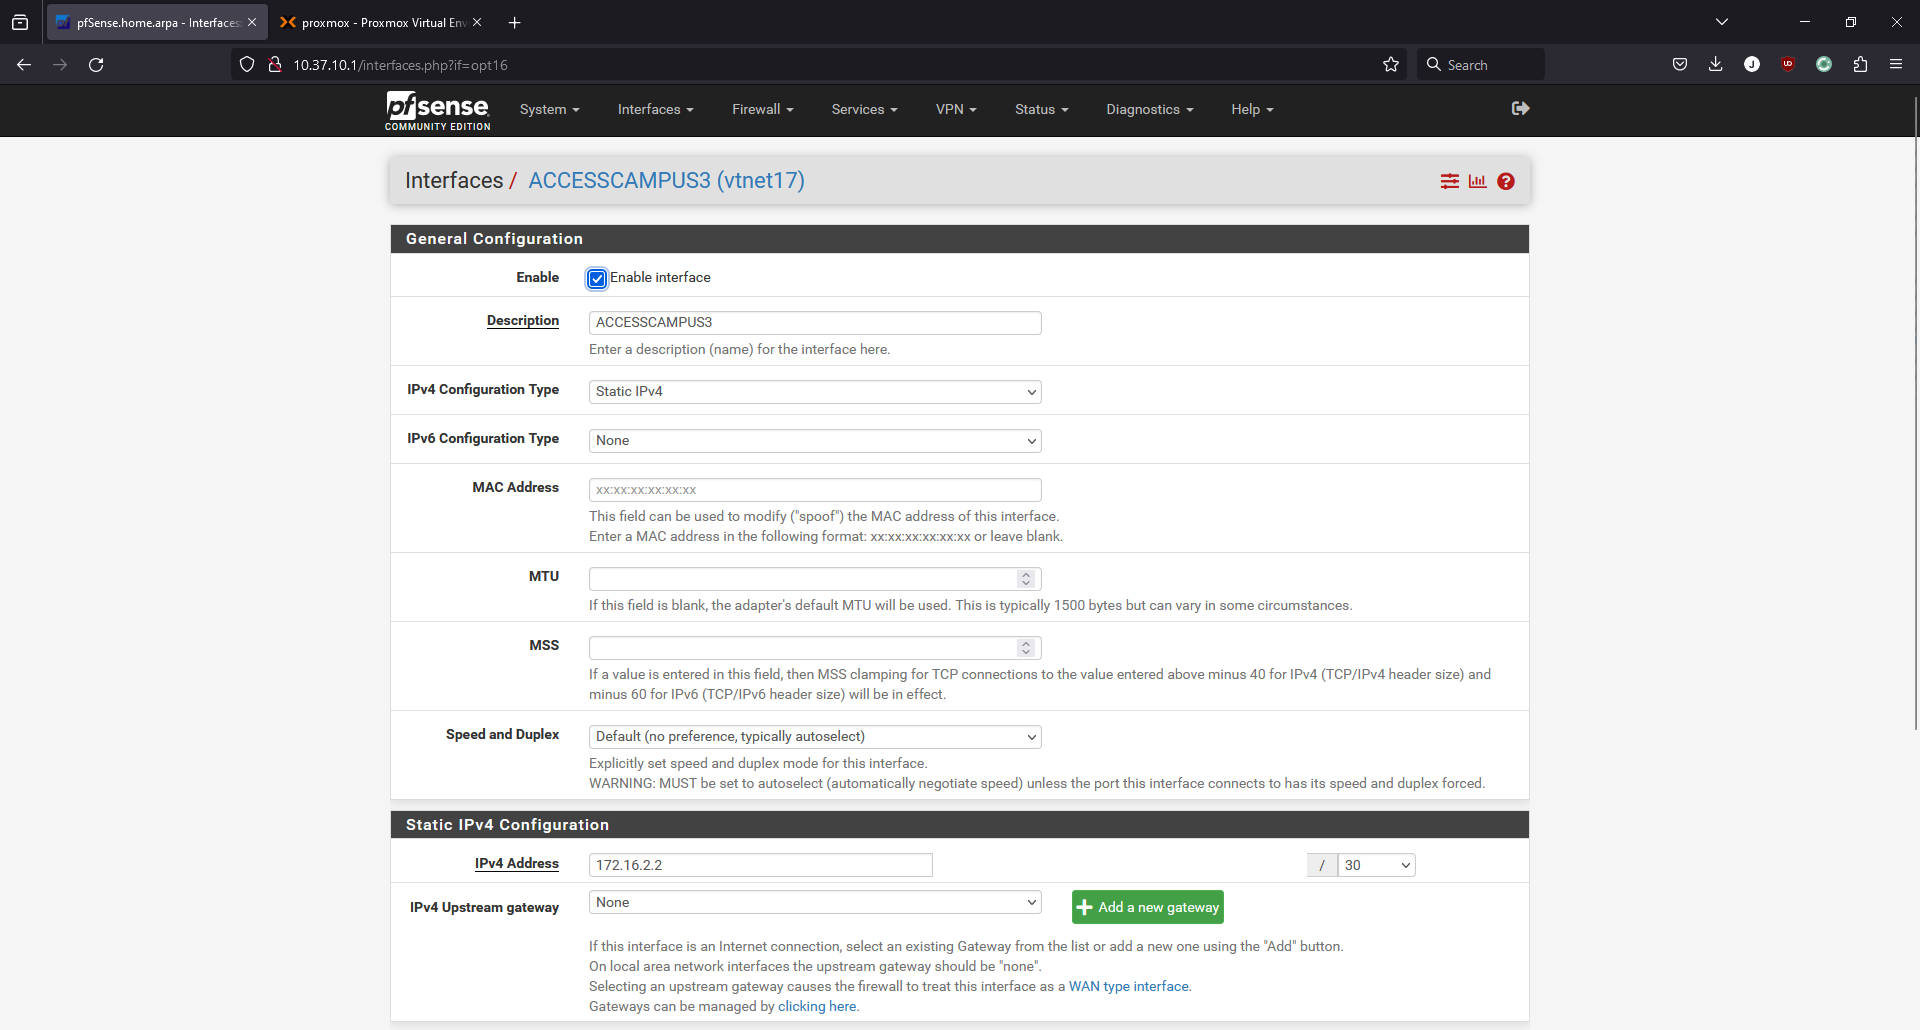 pfSense.home.arpa - Interfaces
proxmox - Proxmox Virtual Env
10.37.10.1/interfaces.php?if=opt16
Search
J
UD
pfsense
COMMUNITY EDITION
System
Interfaces
Firewall
Services
VPN
Status
Diagnostics
Help
Interfaces / ACCESSCAMPUS3 (vtnet17)
General Configuration
Enable
Enable interface
Description
ACCESSCAMPUS3
Enter a description (name) for the interface here.
IPv4 Configuration Type
Static IPv4
IPv6 Configuration Type
None
MAC Address
xx:xx:xx:xx:xx:xx
This field can be used to modify ("spoof") the MAC address of this interface.
Enter a MAC address in the following format: xx:xx:xx:xx:xx:xx or leave blank.
MTU
If this field is blank, the adapter's default MTU will be used. This is typically 1500 bytes but can vary in some circumstances.
MSS
If a value is entered in this field, then MSS clamping for TCP connections to the value entered above minus 40 for IPv4 (TCP/IPv4 header size) and
minus 60 for IPv6 (TCP/IPv6 header size) will be in effect.
Speed and Duplex
Default (no preference, typically autoselect)
Explicitly set speed and duplex mode for this interface.
WARNING: MUST be set to autoselect (automatically negotiate speed) unless the port this interface connects to has its speed and duplex forced.
Static IPv4 Configuration
IPv4 Address
172.16.2.2
/ 30
IPv4 Upstream gateway
None
Add a new gateway
If this interface is an Internet connection, select an existing Gateway from the list or add a new one using the "Add" button.
On local area network interfaces the upstream gateway should be "none".
Selecting an upstream gateway causes the firewall to treat this interface as a WAN type interface.
Gateways can be managed by clicking here.